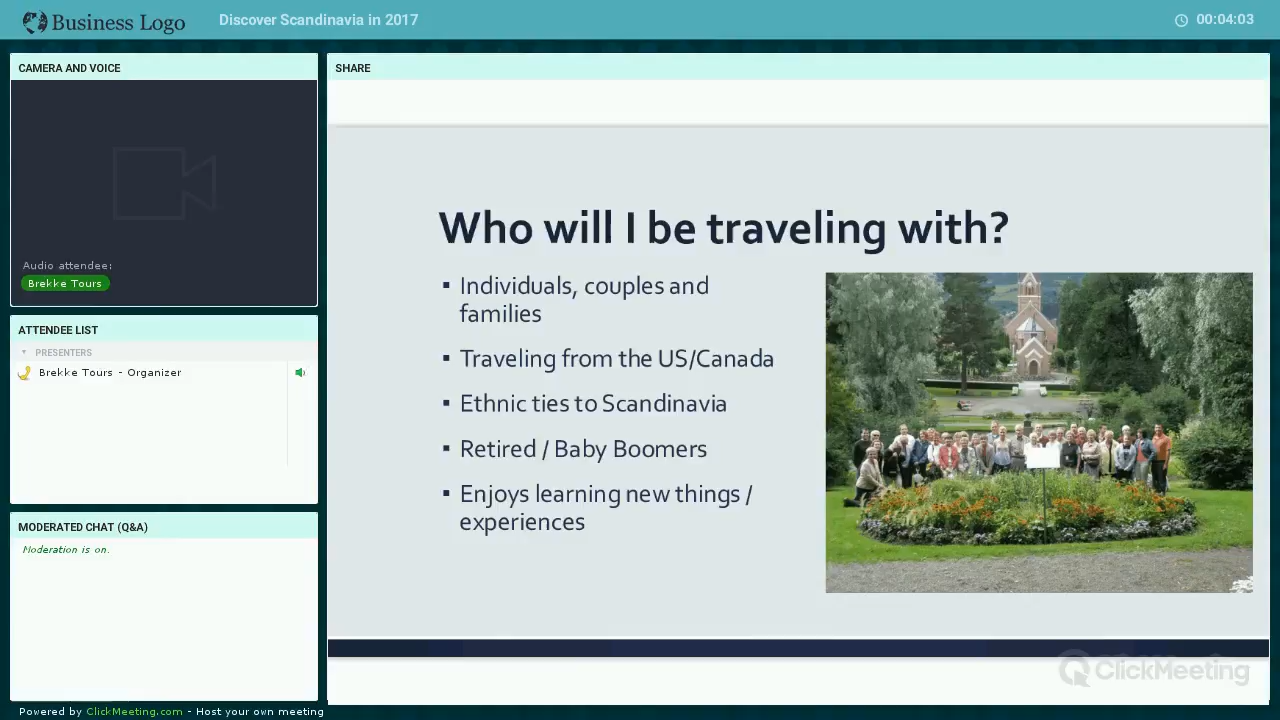 Business Logo
Discover Scandinavia in 2017
00:04:03
CAMERA AND VOICE
Audio attendee:
Brekke Tours
ATTENDEE LIST
PRESENTERS
Brekke Tours - Organizer
MODERATED CHAT (Q&A)
Moderation is on.
SHARE
Who will I be traveling with?
▪ Individuals, couples and
families
▪ Traveling from the US/Canada
▪ Ethnic ties to Scandinavia
▪ Retired / Baby Boomers
▪ Enjoys learning new things /
experiences
ClickMeeting
Powered by ClickMeeting.com - Host your own meeting